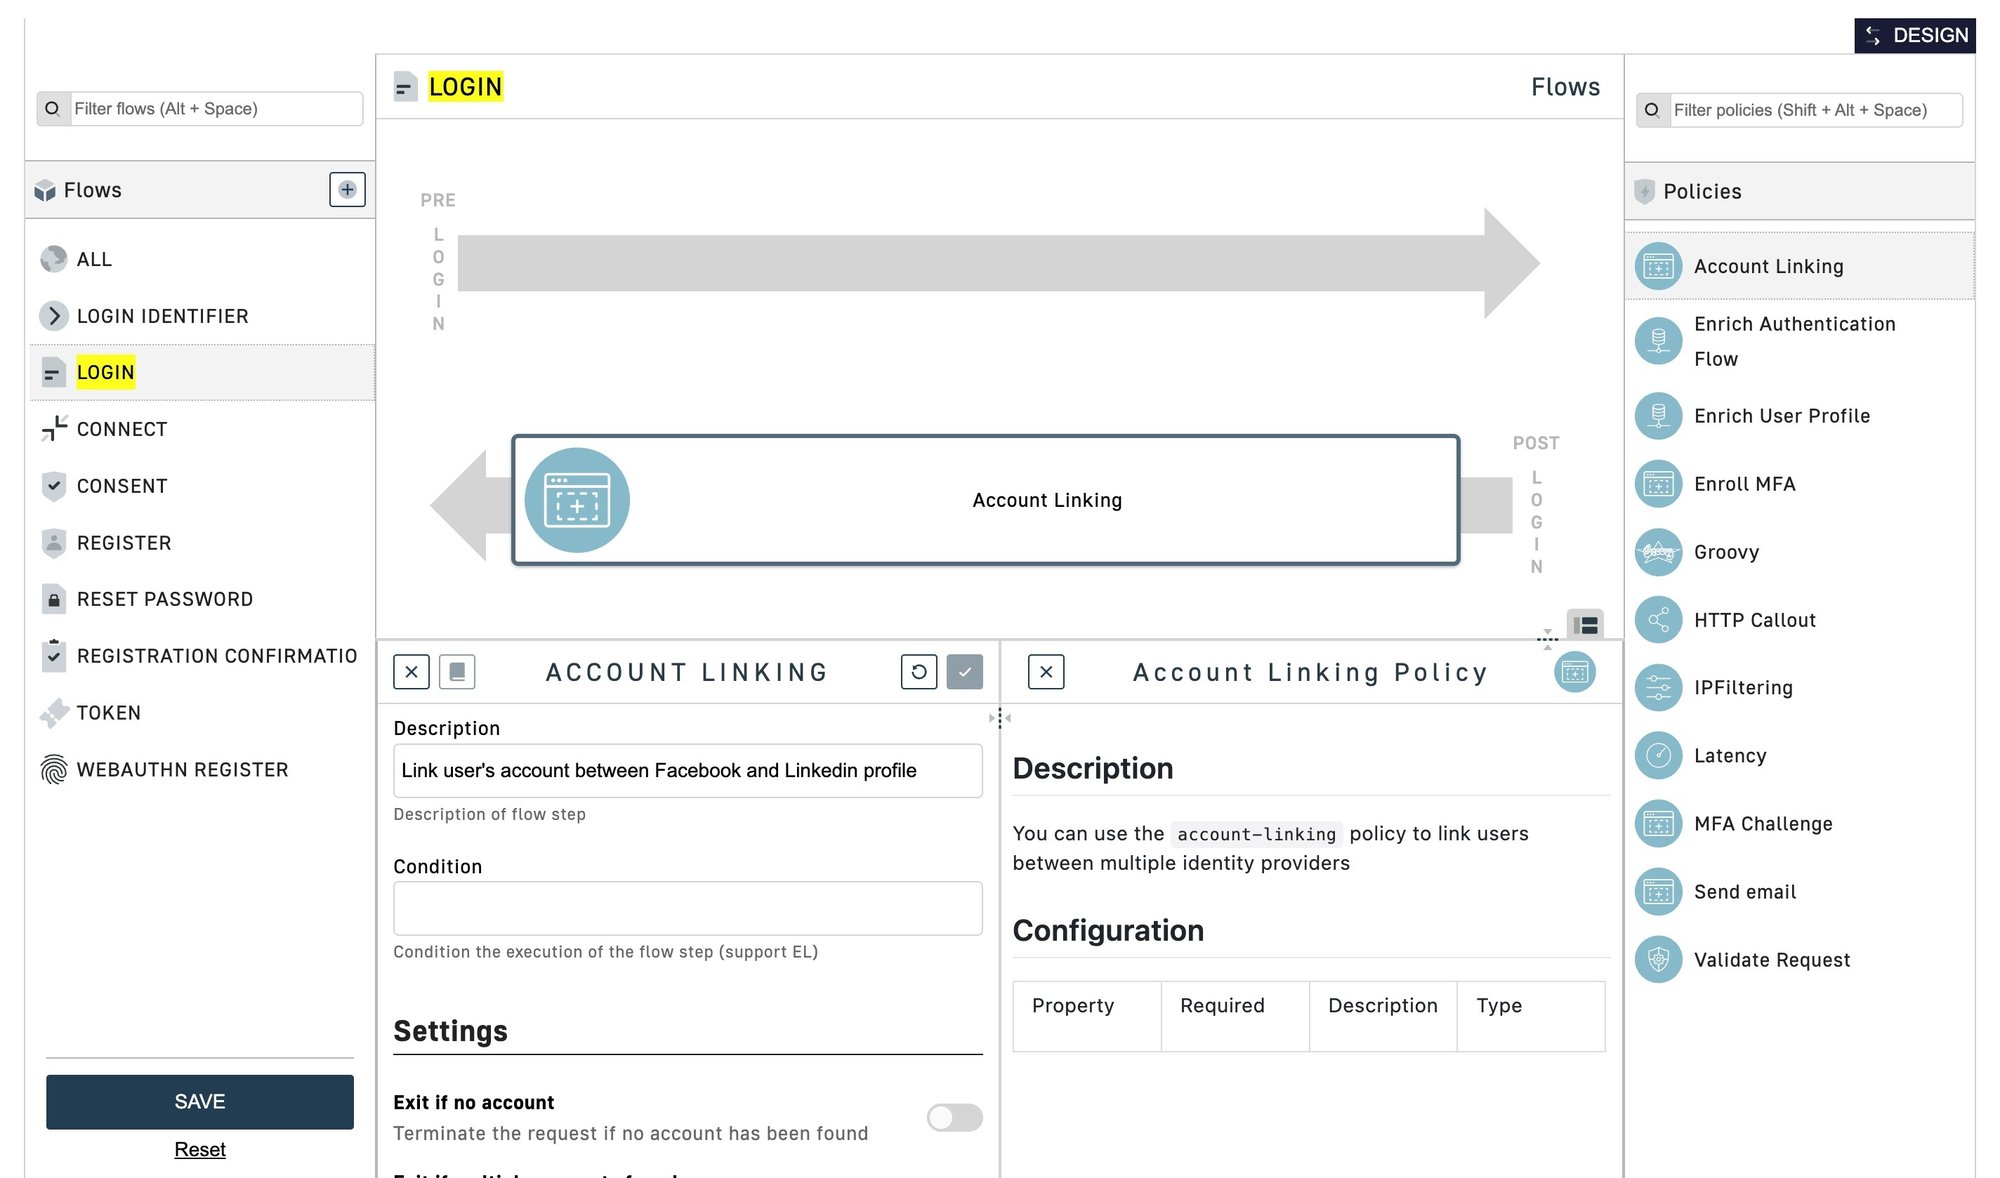 DESIGN
Filter flows (Alt + Space)
Flows
ALL
LOGIN IDENTIFIER
LOGIN
CONNECT
CONSENT
REGISTER
RESET PASSWORD
REGISTRATION CONFIRMATIO
TOKEN
WEBAUTHN REGISTER
SAVE
Reset
LOGIN
Flows
PRE
LOGIN
Account Linking
POST
LOGIN
ACCOUNT LINKING
Description
Link user's account between Facebook and Linkedin profile
Description of flow step
Condition
Condition the execution of the flow step (support EL)
Settings
Exit if no account
Terminate the request if no account has been found
Account Linking Policy
Description
You can use the account-linking policy to link users
between multiple identity providers
Configuration
Property Required Description Type
Filter policies (Shift + Alt + Space)
Policies
Account Linking
Enrich Authentication
Flow
Enrich User Profile
Enroll MFA
Groovy
HTTP Callout
IPFiltering
Latency
MFA Challenge
Send email
Validate Request